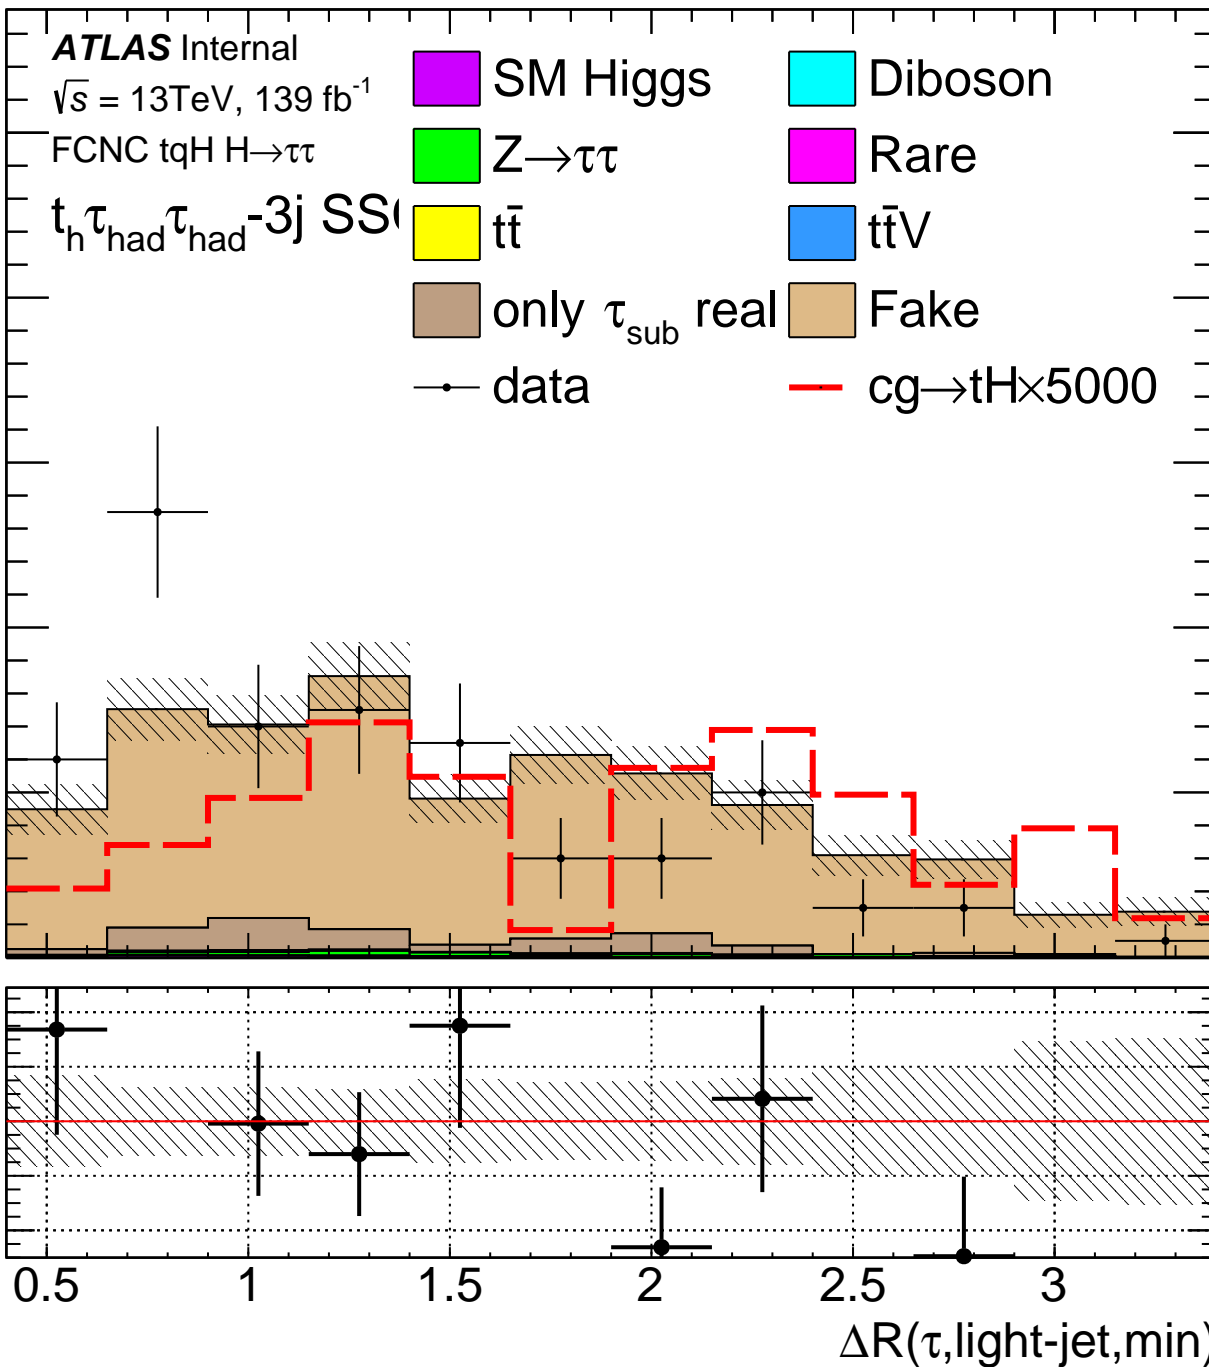 ATLAS Internal
√s = 13TeV, 139 fb⁻¹
FCNC tqH H→ττ
t_hτ_hadτ_had-3j SS
SM Higgs
Diboson
Z→ττ
Rare
tt̄
tt̄V
only τ_sub real
Fake
data
cg→tH×5000
0.5 1 1.5 2 2.5 3
ΔR(τ,light-jet,min)